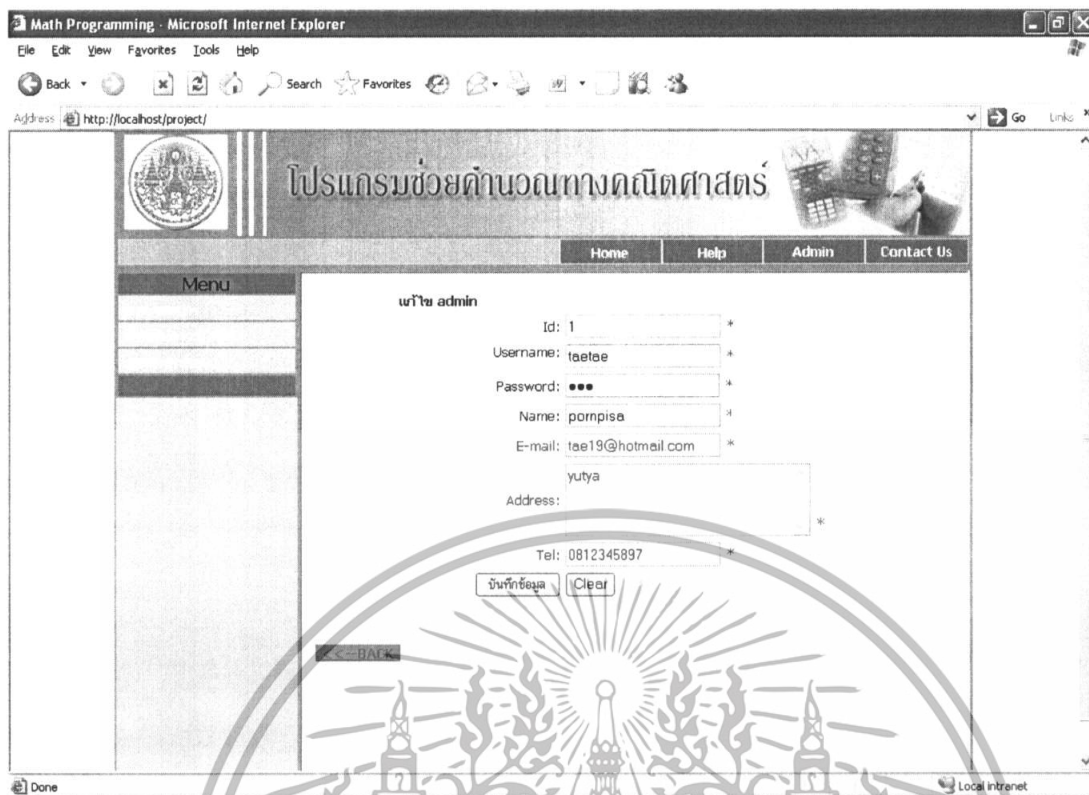 Math Programming - Microsoft Internet Explorer
File Edit View Favorites Tools Help
Back Search Favorites
Address http://localhost/project/ Go Links »
โปรแกรมช่วยคำนวณทางคณิตศาสตร์
Home Help Admin Contact Us
Menu
แก้ไข admin
Id: 1 *
Username: taetae *
Password: ●●● *
Name: pornpisa *
E-mail: tae19@hotmail.com *
Address: yutya *
Tel: 0812345897 *
บันทึกข้อมูล Clear
<<--BACK
Done Local intranet